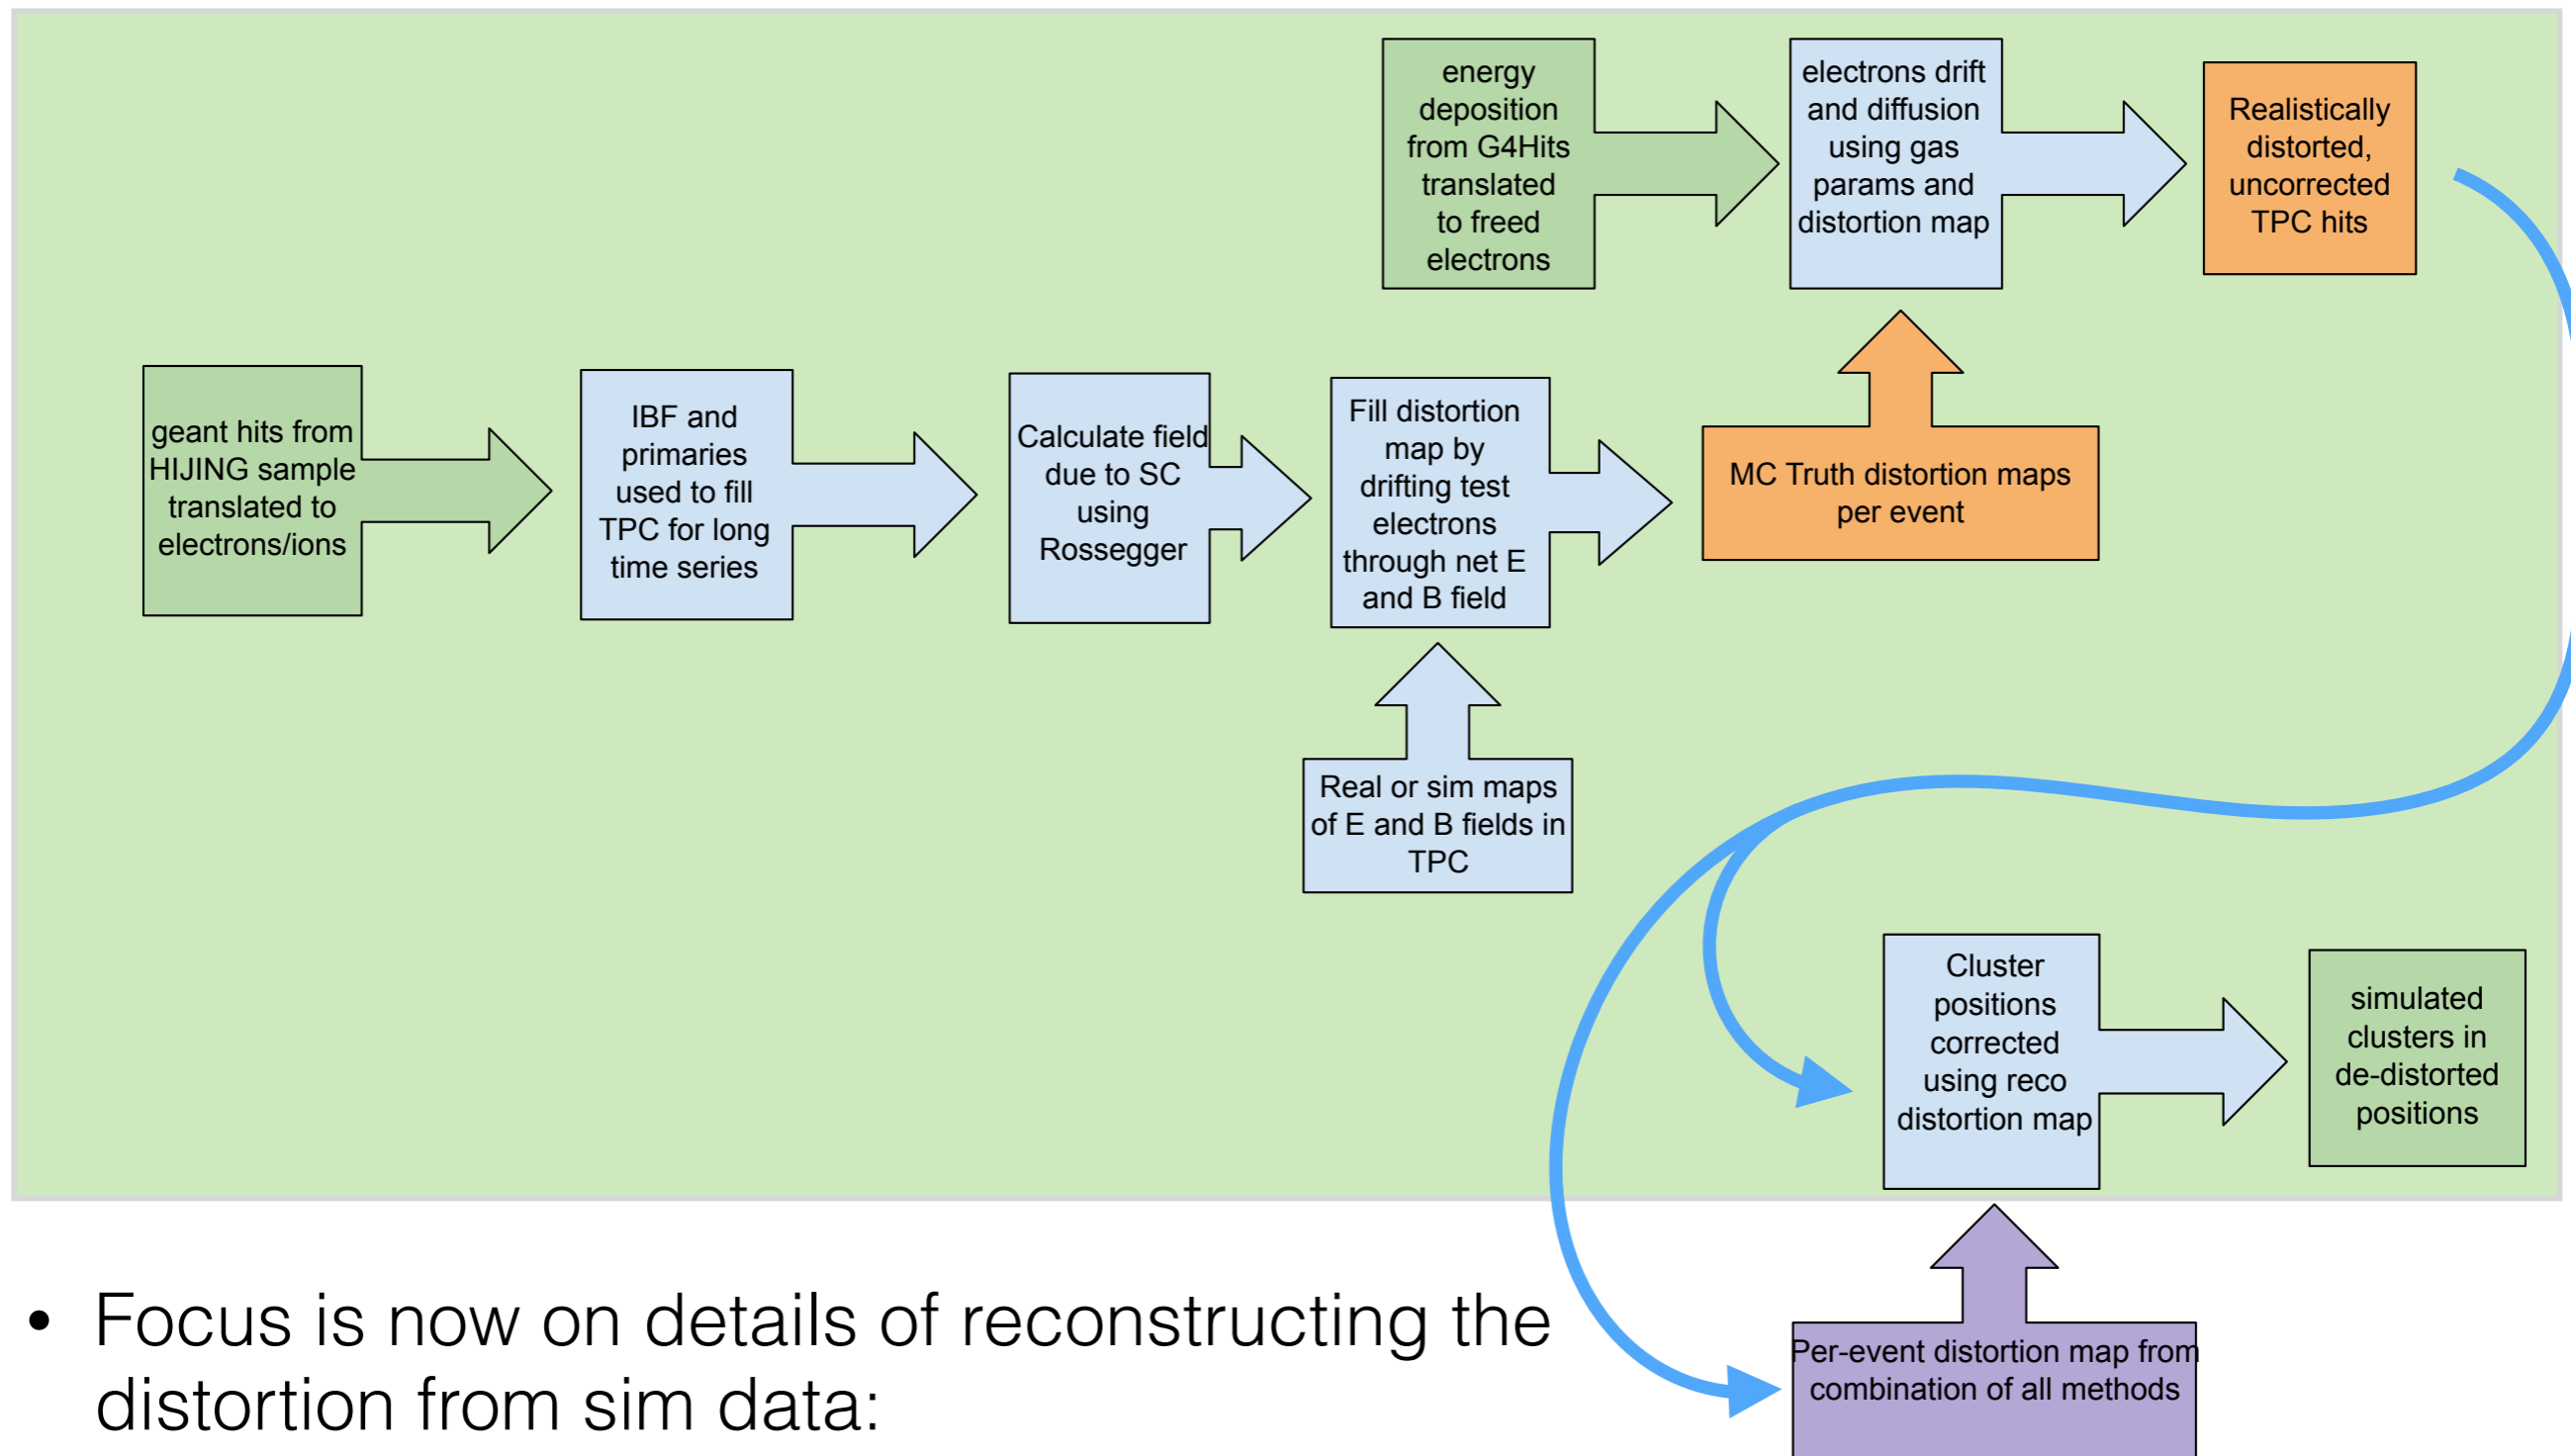 energy
deposition
from G4Hits
translated
to freed
electrons
electrons drift
and diffusion
using gas
params and
distortion map
Realistically
distorted,
uncorrected
TPC hits
geant hits from
HIJING sample
translated to
electrons/ions
IBF and
primaries
used to fill
TPC for long
time series
Calculate field
due to SC
using
Rossegger
Fill distortion
map by
drifting test
electrons
through net E
and B field
MC Truth distortion maps
per event
Real or sim maps
of E and B fields in
TPC
Cluster
positions
corrected
using reco
distortion map
simulated
clusters in
de-distorted
positions
Per-event distortion map from
combination of all methods
• Focus is now on details of reconstructing the
distortion from sim data: